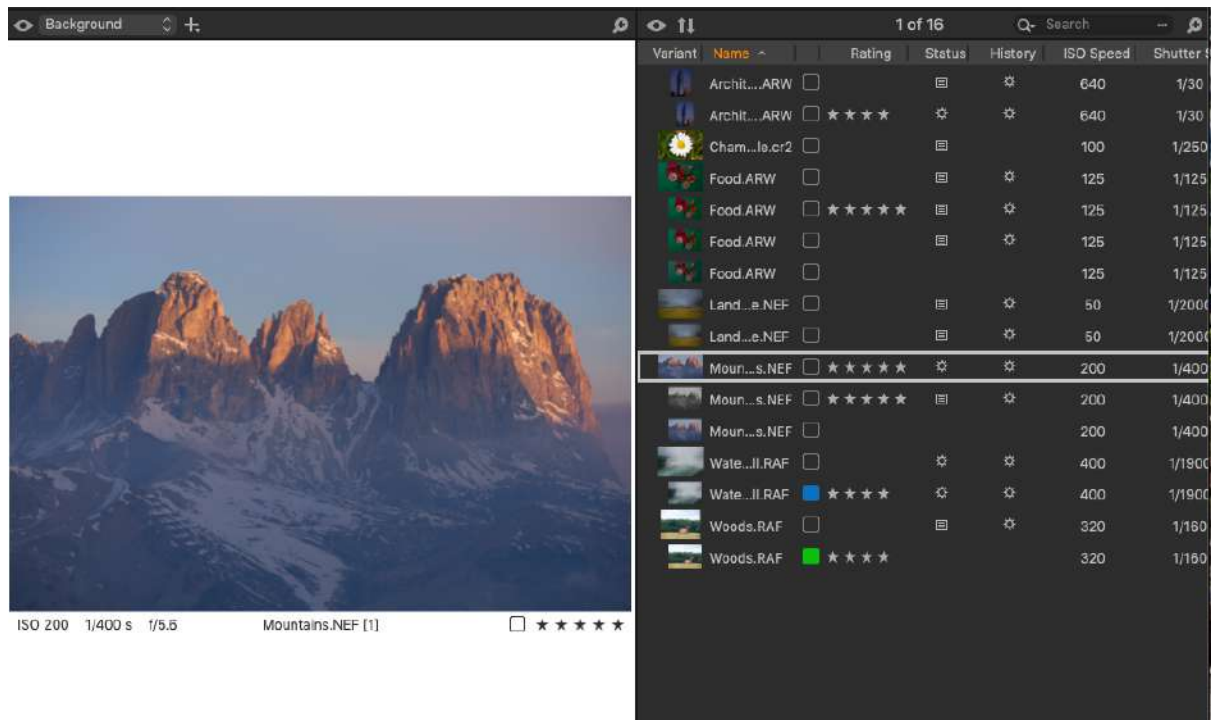 Background
1 of 16 Search
Variant Name Rating Status History ISO Speed Shutter S
Archit....ARW 640 1/30
Archit....ARW ★★★★ 640 1/30
Cham...le.cr2 100 1/250
Food.ARW 125 1/125
Food.ARW ★★★★★ 125 1/125
Food.ARW 125 1/125
Food.ARW 125 1/125
Land...e.NEF 50 1/2000
Land...e.NEF 50 1/2000
Moun...s.NEF ★★★★★ 200 1/400
Moun...s.NEF ★★★★★ 200 1/400
Moun...s.NEF 200 1/400
Wate...ll.RAF 400 1/1900
Wate...ll.RAF ★★★★ 400 1/1900
Woods.RAF 320 1/160
Woods.RAF ★★★★ 320 1/160
ISO 200 1/400 s f/5.6 Mountains.NEF [1] ★★★★★